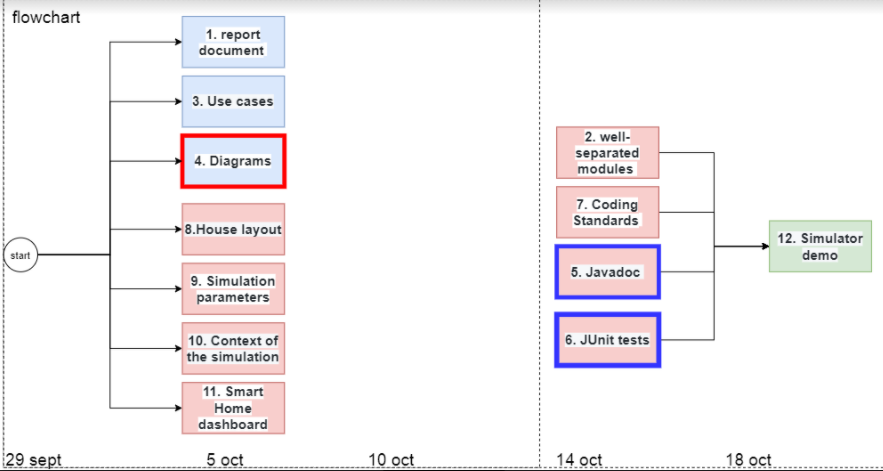 flowchart
1. report
document
3. Use cases
4. Diagrams
8.House layout
start
9. Simulation
parameters
10. Context of
the simulation
11. Smart
Home
dashboard
2. well-
separated
modules
7. Coding
Standards
5. Javadoc
6. JUnit tests
12. Simulator
demo
29 sept
5 oct
10 oct
14 oct
18 oct